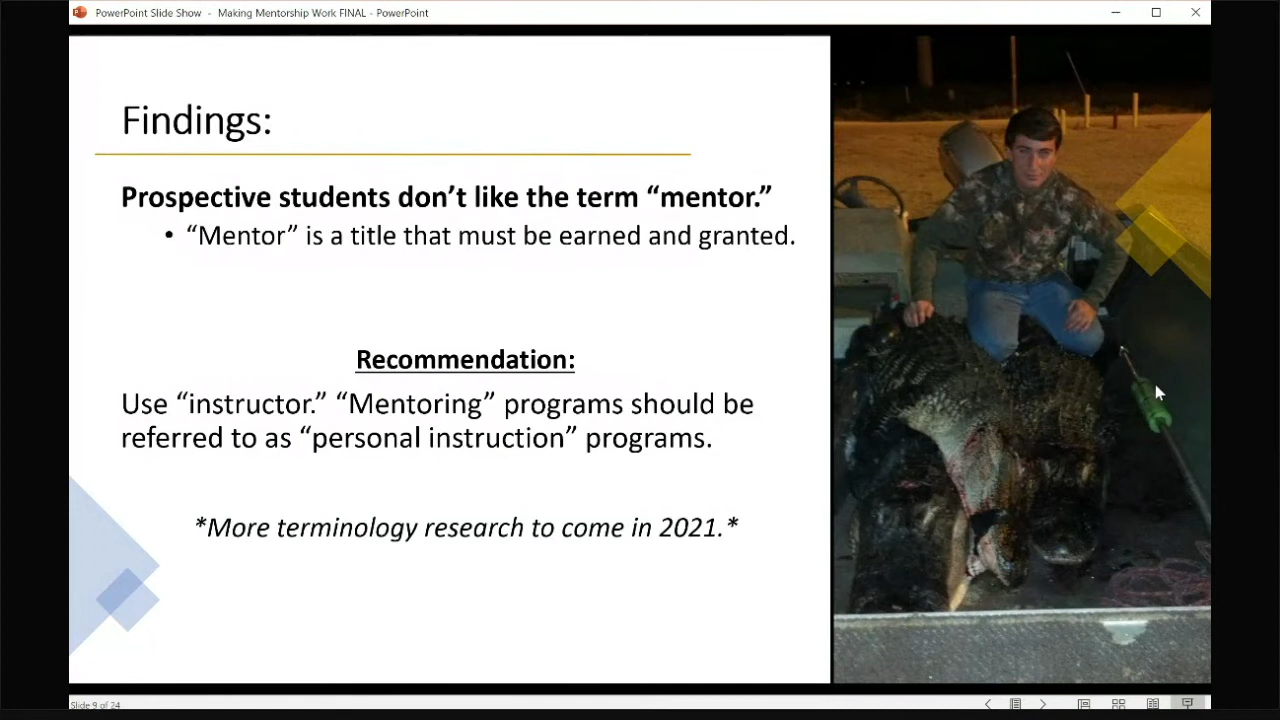 PowerPoint Slide Show - Making Mentorship Work FINAL - PowerPoint
Findings:
Prospective students don’t like the term “mentor.”
• “Mentor” is a title that must be earned and granted.
Recommendation:
Use “instructor.” “Mentoring” programs should be
referred to as “personal instruction” programs.
*More terminology research to come in 2021.*
Slide 9 of 24